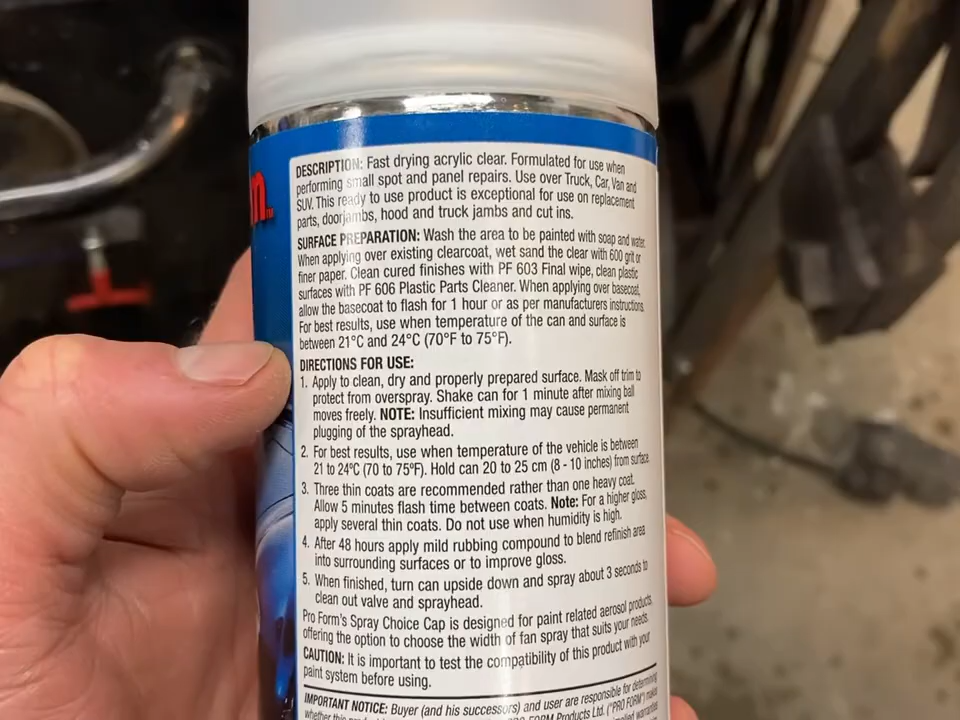 DESCRIPTION: Fast drying acrylic clear. Formulated for use when
performing small spot and panel repairs. Use over Truck, Car, Van and
SUV. This ready to use product is exceptional for use on replacement
parts, doorjambs, hood and truck jambs and cut ins.
SURFACE PREPARATION: Wash the area to be painted with soap and water.
When applying over existing clearcoat, wet sand the clear with 600 grit or
finer paper. Clean cured finishes with PF 603 Final wipe, clean plastic
surfaces with PF 606 Plastic Parts Cleaner. When applying over basecoat,
allow the basecoat to flash for 1 hour or as per manufacturers instructions.
For best results, use when temperature of the can and surface is
between 21°C and 24°C (70°F to 75°F).
DIRECTIONS FOR USE:
1. Apply to clean, dry and properly prepared surface. Mask off trim to
protect from overspray. Shake can for 1 minute after mixing ball
moves freely. NOTE: Insufficient mixing may cause permanent
plugging of the sprayhead.
2. For best results, use when temperature of the vehicle is between
21 to 24°C (70 to 75°F). Hold can 20 to 25 cm (8 - 10 inches) from surface.
3. Three thin coats are recommended rather than one heavy coat.
Allow 5 minutes flash time between coats. Note: For a higher gloss,
apply several thin coats. Do not use when humidity is high.
4. After 48 hours apply mild rubbing compound to blend refinish area
into surrounding surfaces or to improve gloss.
5. When finished, turn can upside down and spray about 3 seconds to
clean out valve and sprayhead.
Pro Form's Spray Choice Cap is designed for paint related aerosol products,
offering the option to choose the width of fan spray that suits your needs.
CAUTION: It is important to test the compatibility of this product with your
paint system before using.
IMPORTANT NOTICE: Buyer (and his successors) and user are responsible for determining
whether this FORM Products Ltd. ("PRO FORM") makes